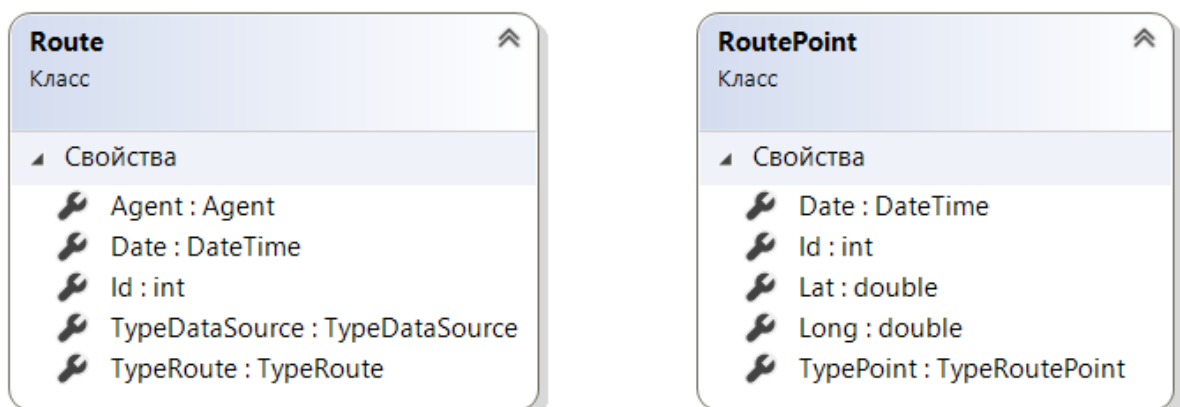 Route
Класс
Свойства
Agent : Agent
Date : DateTime
Id : int
TypeDataSource : TypeDataSource
TypeRoute : TypeRoute
RoutePoint
Класс
Свойства
Date : DateTime
Id : int
Lat : double
Long : double
TypePoint : TypeRoutePoint